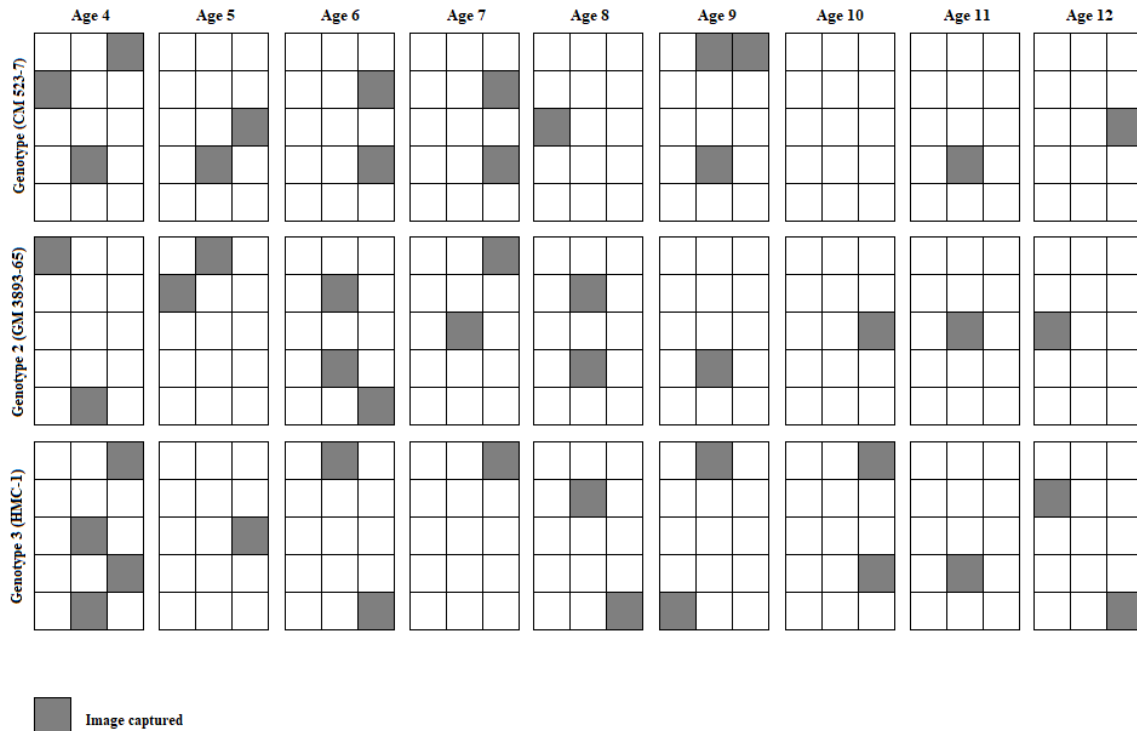 Age 4 Age 5 Age 6 Age 7 Age 8 Age 9 Age 10 Age 11 Age 12
Genotype (CM 523-7)
Genotype 2 (GM 3893-65)
Genotype 3 (HMC-1)
Image captured